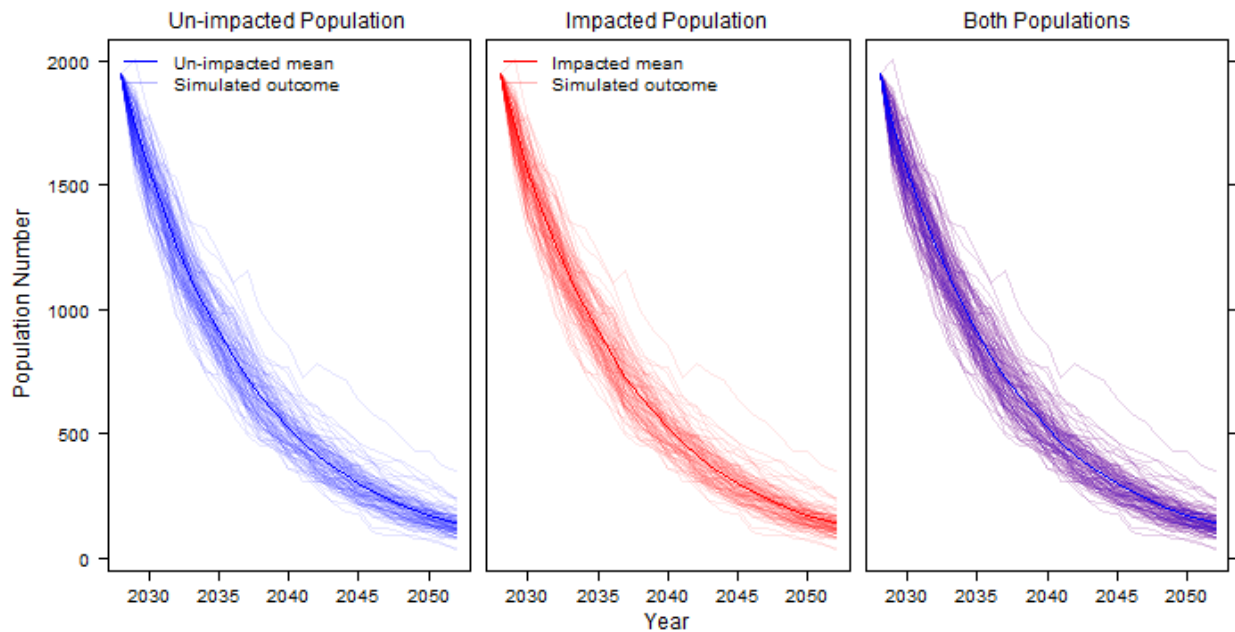 Un-impacted Population
Impacted Population
Both Populations
Un-impacted mean
Simulated outcome
Impacted mean
Simulated outcome
Population Number
2000
1500
1000
500
0
2030 2035 2040 2045 2050
2030 2035 2040 2045 2050
2030 2035 2040 2045 2050
Year